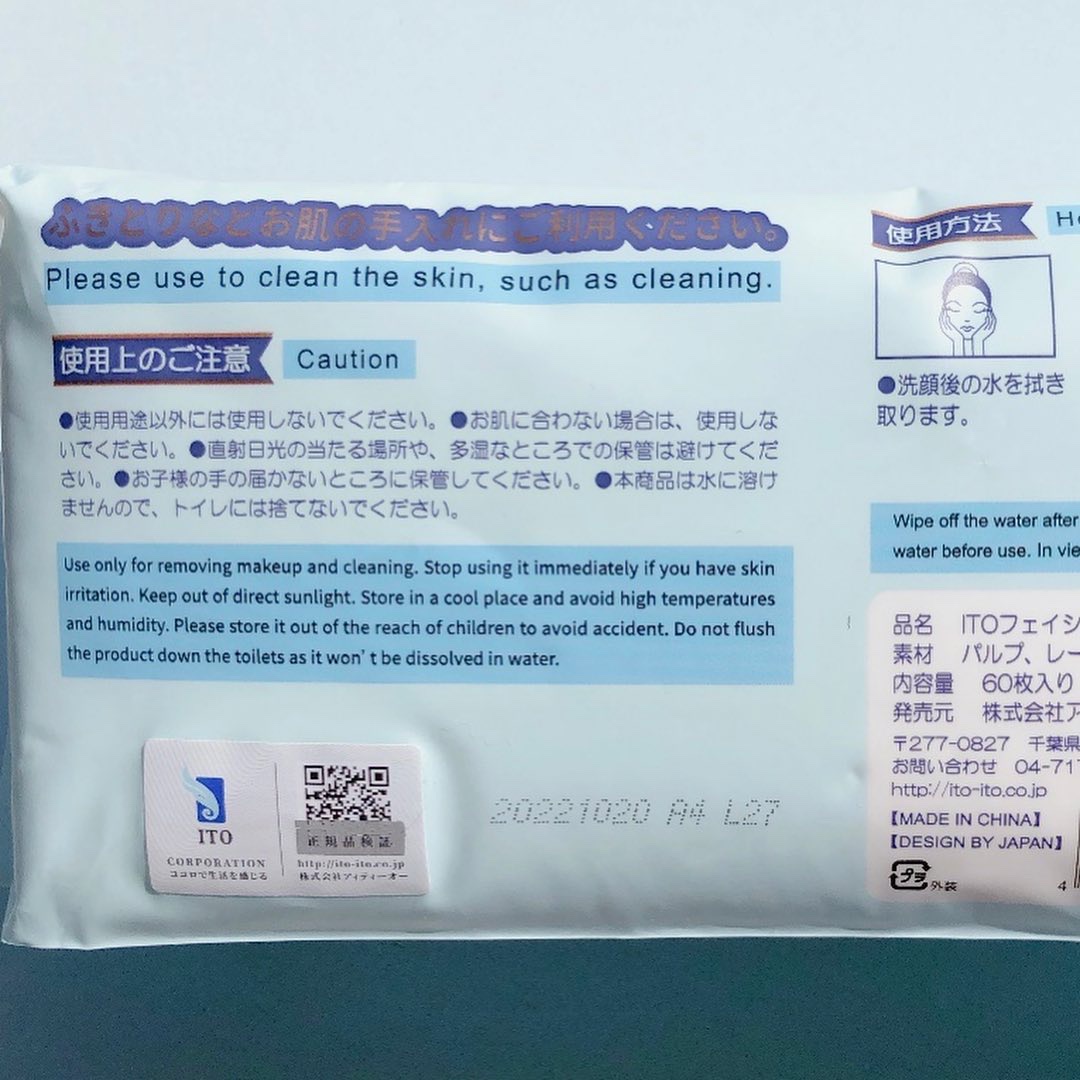 ふきとりなどお肌の手入れにご利用ください。
Please use to clean the skin, such as cleaning.
使用上のご注意
Caution
●使用用途以外には使用しないでください。●お肌に合わない場合は、使用しな
いでください。●直射日光の当たる場所や、多湿なところでの保管は避けてくだ
さい。●お子様の手の届かないところに保管してください。●本商品は水に溶け
ませんので、トイレには捨てないでください。
Use only for removing makeup and cleaning. Stop using it immediately if you have skin
irritation. Keep out of direct sunlight. Store in a cool place and avoid high temperatures
and humidity. Please store it out of the reach of children to avoid accident. Do not flush
the product down the toilets as it won't be dissolved in water.
ITO
CORPORATION
ココロで生活を感じる
正規品検証
http://ito-ito.co.jp
株式会社アイティーオー
20221020 A4 L27
使用方法
●洗顔後の水を拭き
取ります。
Wipe off the water after
water before use. In
品名 ITOフェイシ
素材 パルプ、レー
内容量 60枚入り
発売元 株式会社ア
〒277-0827 千葉県
お問い合わせ 04-71
http://ito-ito.co.jp
【MADE IN CHINA】
【DESIGN BY JAPAN】
プラ
外装
4